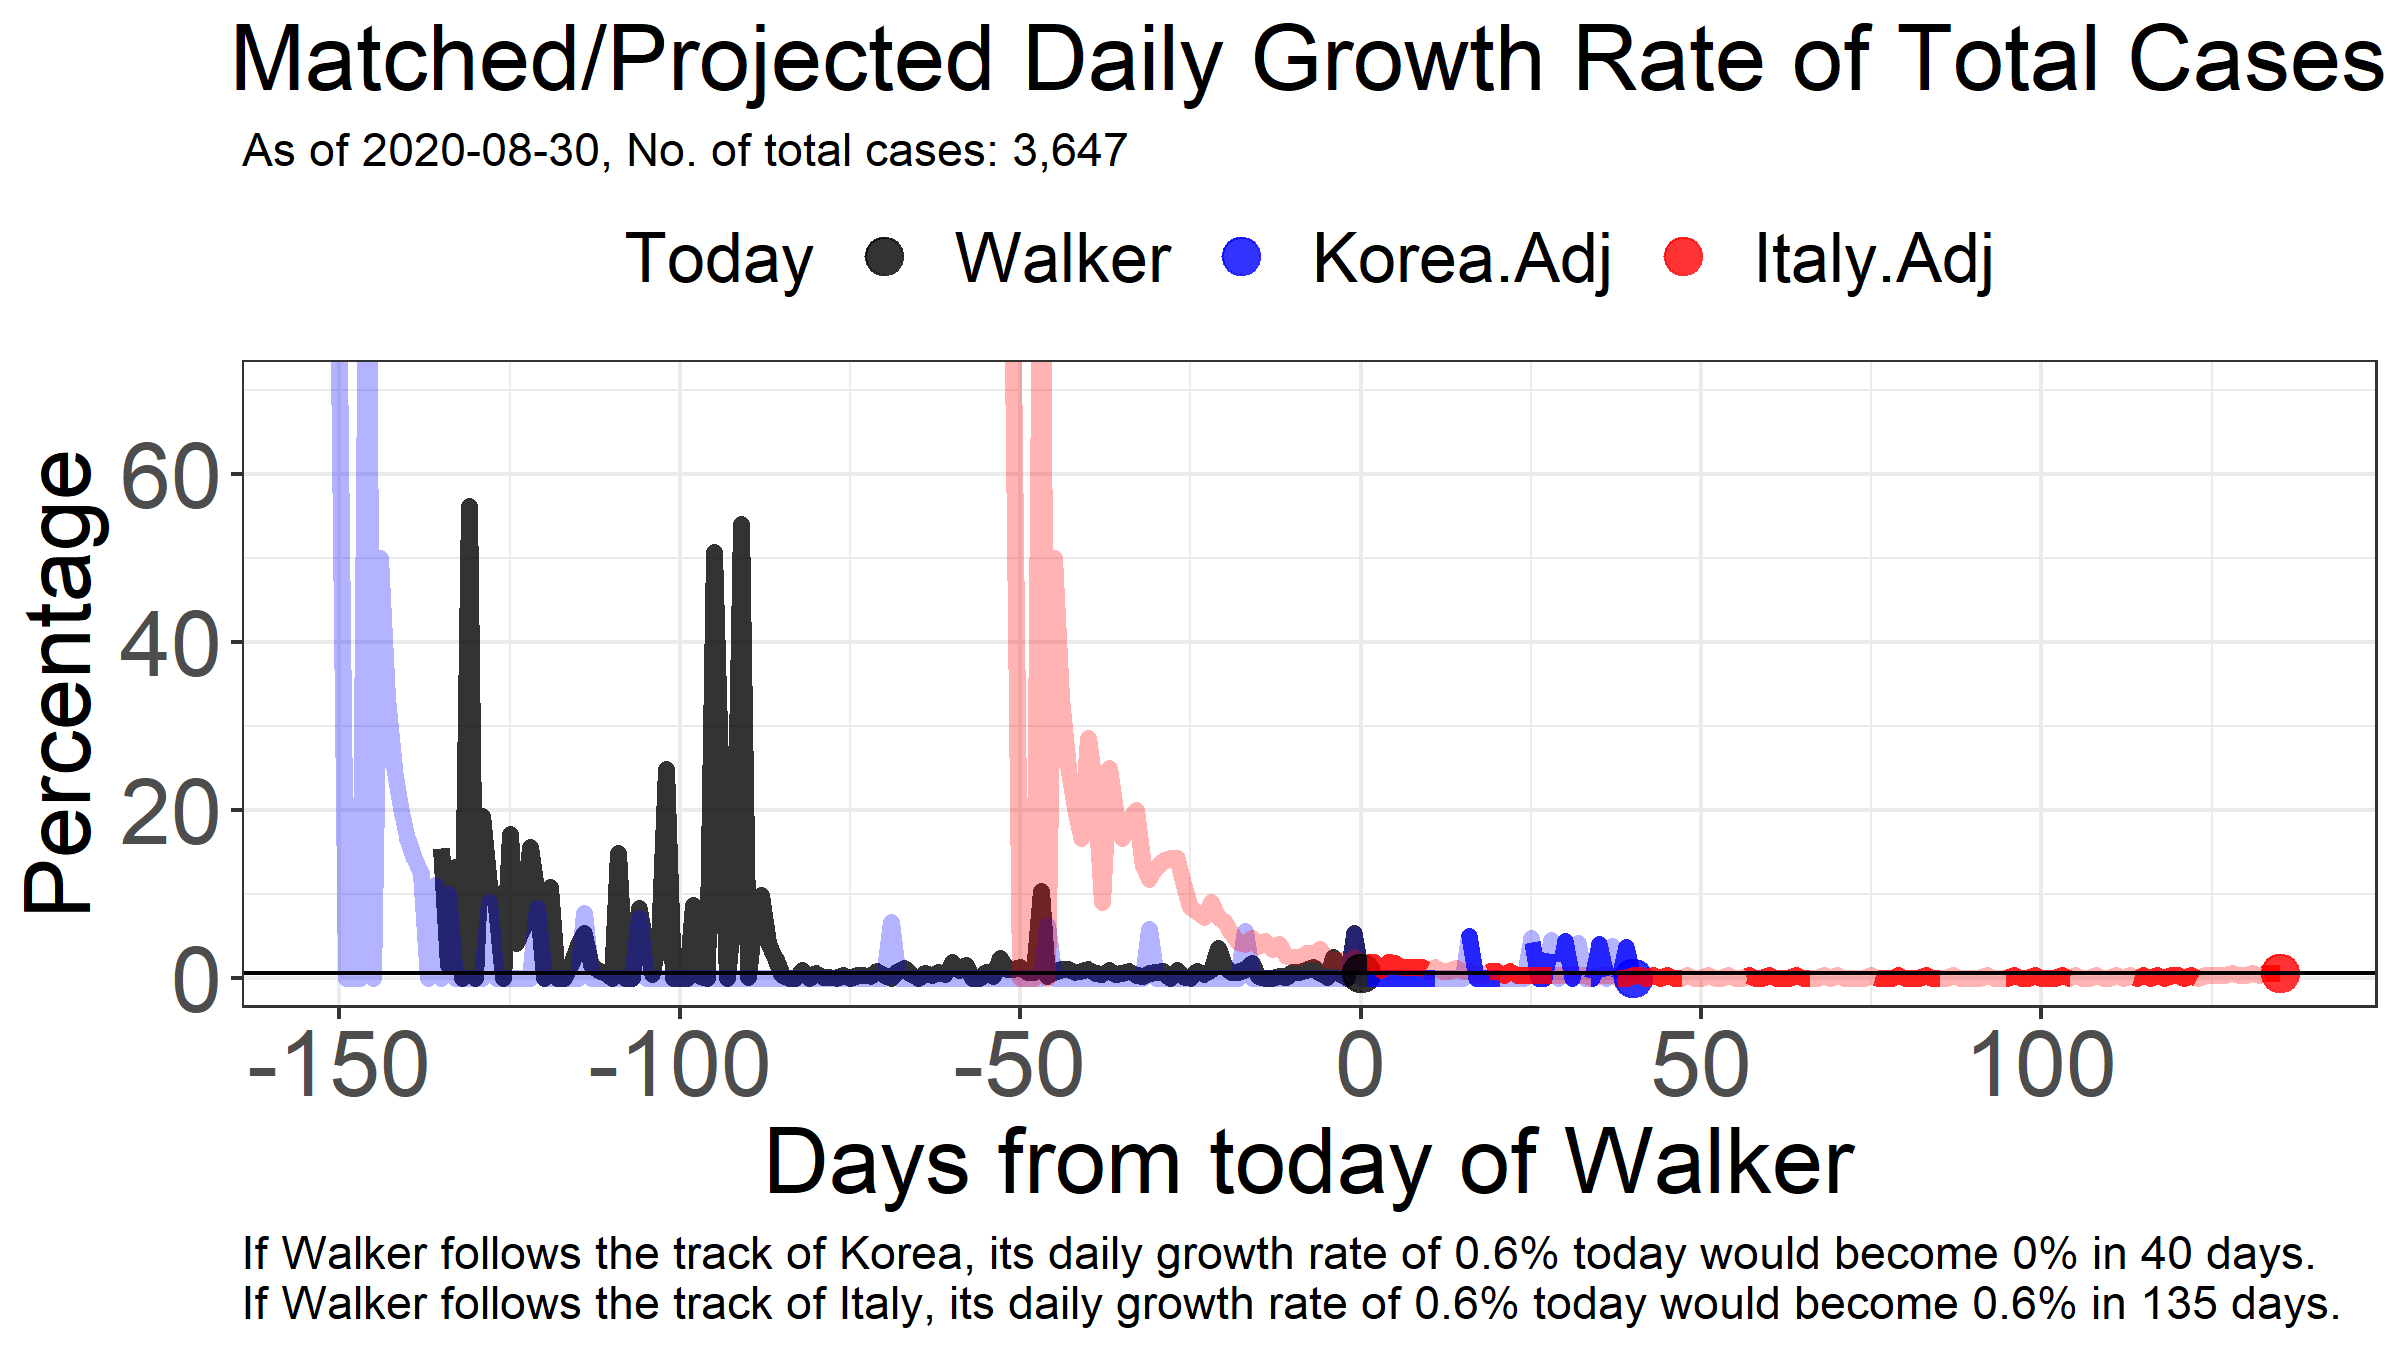 Matched/Projected Daily Growth Rate of Total Cases
As of 2020-08-30, No. of total cases: 3,647
Today Walker Korea.Adj Italy.Adj
Percentage
60
40
20
0
-150 -100 -50 0 50 100
Days from today of Walker
If Walker follows the track of Korea, its daily growth rate of 0.6% today would become 0% in 40 days.
If Walker follows the track of Italy, its daily growth rate of 0.6% today would become 0.6% in 135 days.